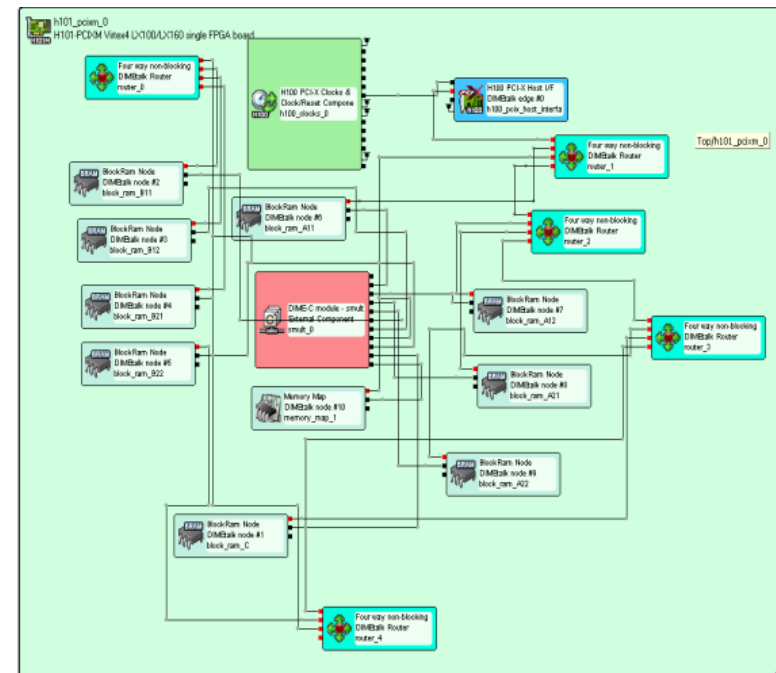 h101_pcixm_0
H101-PCIXM Virtex4 LX100/LX160 single FPGA board
Four way non-blocking
DIMEtalk Router
router_0
H100 PCI-X Clocks &
Clock/Reset Compone
h100_clocks_0
H100
H100 PCI-X Host I/F
DIMEtalk edge #0
h100_pcix_host_interfa
Four way non-blocking
DIMEtalk Router
router_1
Top/h101_pcixm_0
BlockRam Node
DIMEtalk node #2
block_ram_B11
BlockRam Node
DIMEtalk node #6
block_ram_A11
Four way non-blocking
DIMEtalk Router
router_2
BlockRam Node
DIMEtalk node #3
block_ram_B12
BlockRam Node
DIMEtalk node #4
block_ram_B21
DIME-C module - smult
External Component
smult_0
BlockRam Node
DIMEtalk node #7
block_ram_A12
Four way non-blocking
DIMEtalk Router
router_3
BlockRam Node
DIMEtalk node #5
block_ram_B22
BlockRam Node
DIMEtalk node #8
block_ram_A21
Memory Map
DIMEtalk node #10
memory_map_1
BlockRam Node
DIMEtalk node #9
block_ram_A22
BlockRam Node
DIMEtalk node #1
block_ram_C
Four way non-blocking
DIMEtalk Router
router_4